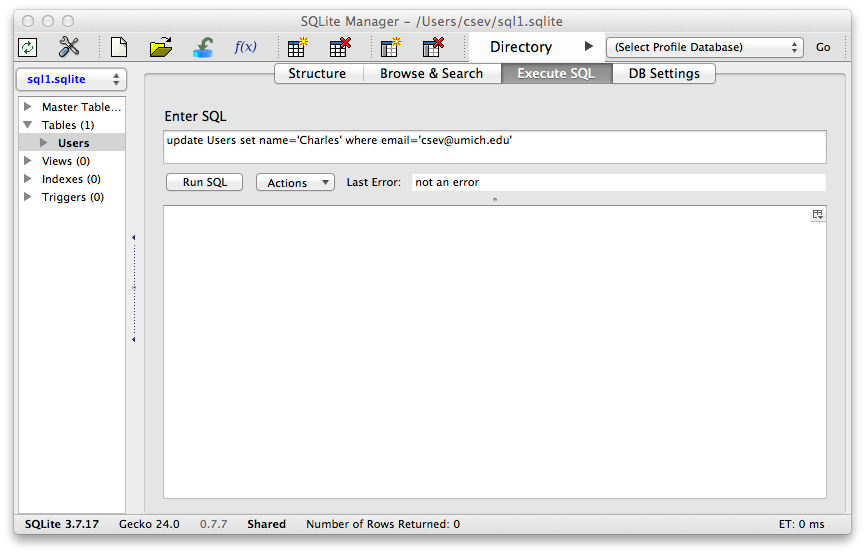 SQLite Manager – /Users/csev/sql1.sqlite
f(x)
Directory
(Select Profile Database)
Go
sql1.sqlite
Structure
Browse & Search
Execute SQL
DB Settings
Master Table...
Tables (1)
Users
Views (0)
Indexes (0)
Triggers (0)
Enter SQL
update Users set name='Charles' where email='csev@umich.edu'
Run SQL
Actions
Last Error:
not an error
SQLite 3.7.17
Gecko 24.0
0.7.7
Shared
Number of Rows Returned: 0
ET: 0 ms